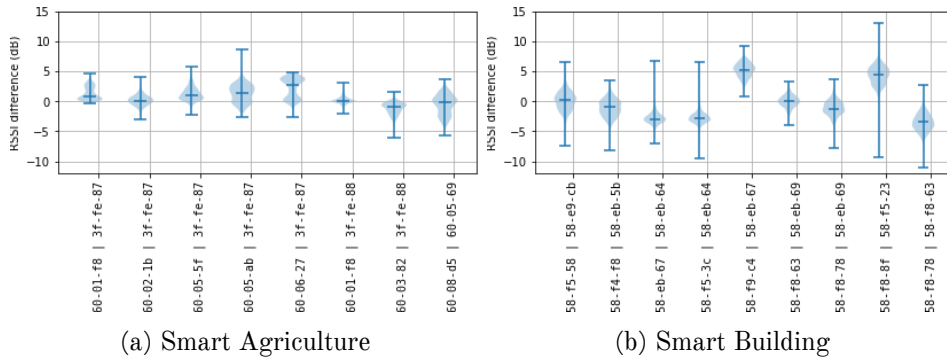 15
10
5
0
−5
−10
RSSI difference (dB)
60-01-f8 | 3f-fe-87
60-02-1b | 3f-fe-87
60-05-5f | 3f-fe-87
60-05-ab | 3f-fe-87
60-06-27 | 3f-fe-87
60-01-f8 | 3f-fe-88
60-03-82 | 3f-fe-88
60-08-d5 | 60-05-69
(a) Smart Agriculture
15
10
5
0
−5
−10
RSSI difference (dB)
58-f5-58 | 58-e9-cb
58-f4-f8 | 58-eb-5b
58-eb-67 | 58-eb-64
58-f5-3c | 58-eb-64
58-f9-c4 | 58-eb-67
58-f8-63 | 58-eb-69
58-f8-78 | 58-eb-69
58-f8-8f | 58-f5-23
58-f8-78 | 58-f8-63
(b) Smart Building